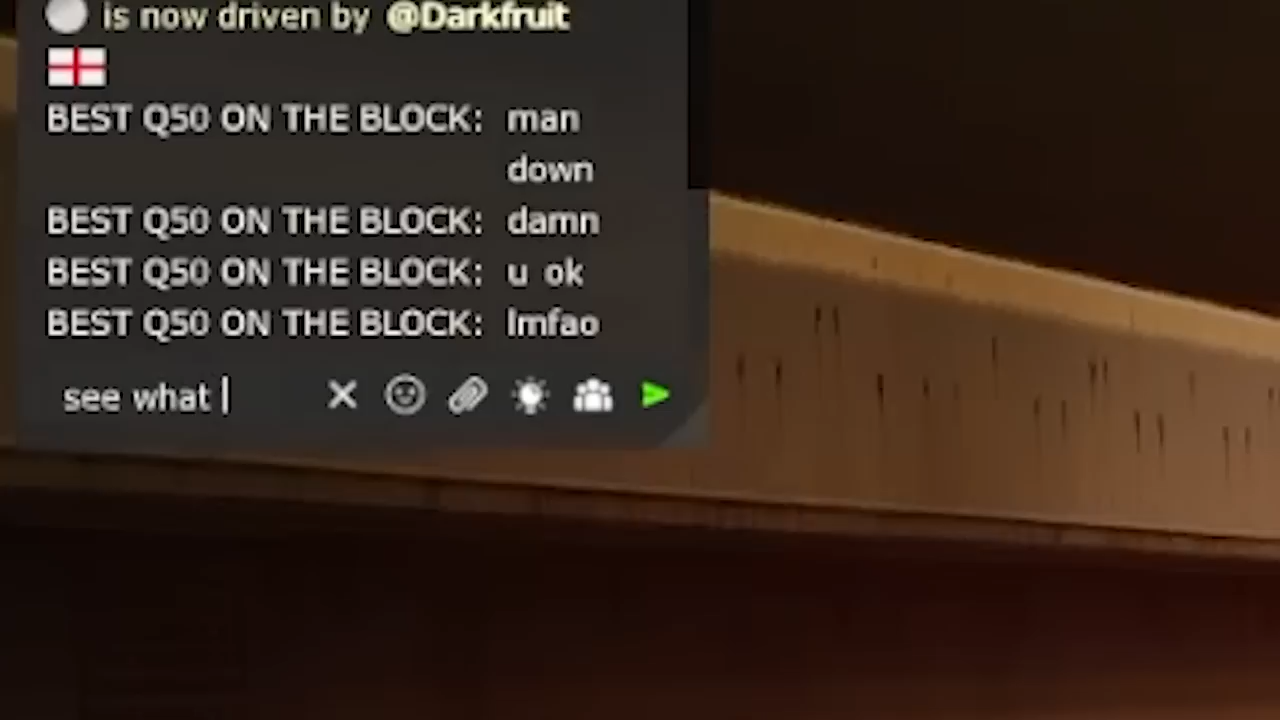 is now driven by @Darkfruit
BEST Q50 ON THE BLOCK: man
down
BEST Q50 ON THE BLOCK: damn
BEST Q50 ON THE BLOCK: u ok
BEST Q50 ON THE BLOCK: lmfao
see what